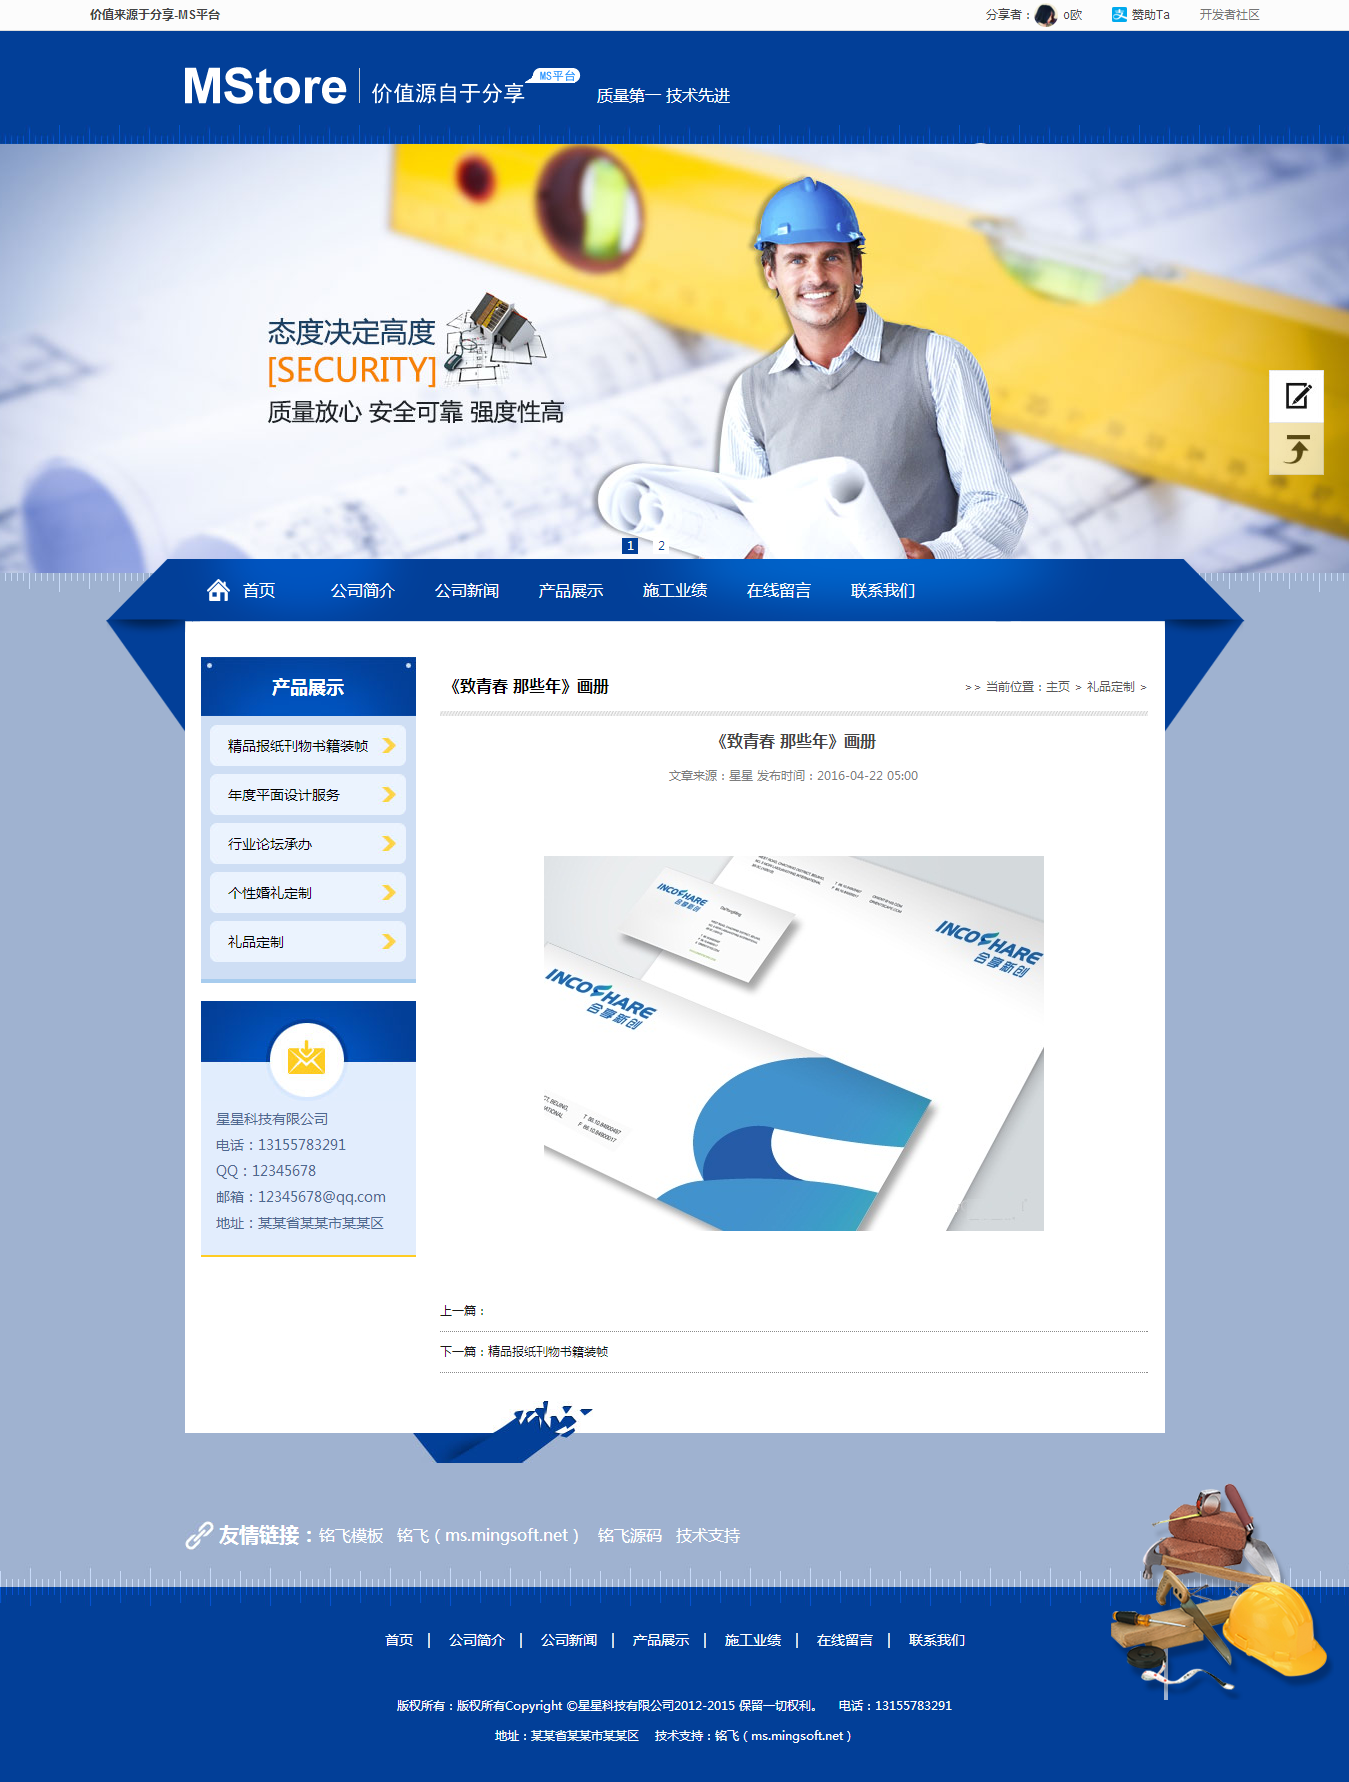 价值来源于分享-MS平台
分享者：
o欧
赞助Ta
开发者社区
MStore
价值源自于分享
MS平台
质量第一 技术先进
态度决定高度
[SECURITY]
质量放心 安全可靠 强度性高
1
2
首页
公司简介
公司新闻
产品展示
施工业绩
在线留言
联系我们
产品展示
精品报纸刊物书籍装帧
年度平面设计服务
行业论坛承办
个性婚礼定制
礼品定制
星星科技有限公司
电话：13155783291
QQ：12345678
邮箱：12345678@qq.com
地址：某某省某某市某某区
《致青春 那些年》画册
>> 当前位置：主页 > 礼品定制 >
《致青春 那些年》画册
文章来源：星星 发布时间：2016-04-22 05:00
INCOSHARE
合享新创
INCOSHARE
合享新创
INCOSHARE
合享新创
上一篇：
下一篇：精品报纸刊物书籍装帧
友情链接：铭飞模板 铭飞（ms.mingsoft.net） 铭飞源码 技术支持
首页
公司简介
公司新闻
产品展示
施工业绩
在线留言
联系我们
版权所有：版权所有Copyright ©星星科技有限公司2012-2015 保留一切权利。 电话：13155783291
地址：某某省某某市某某区 技术支持：铭飞（ms.mingsoft.net）